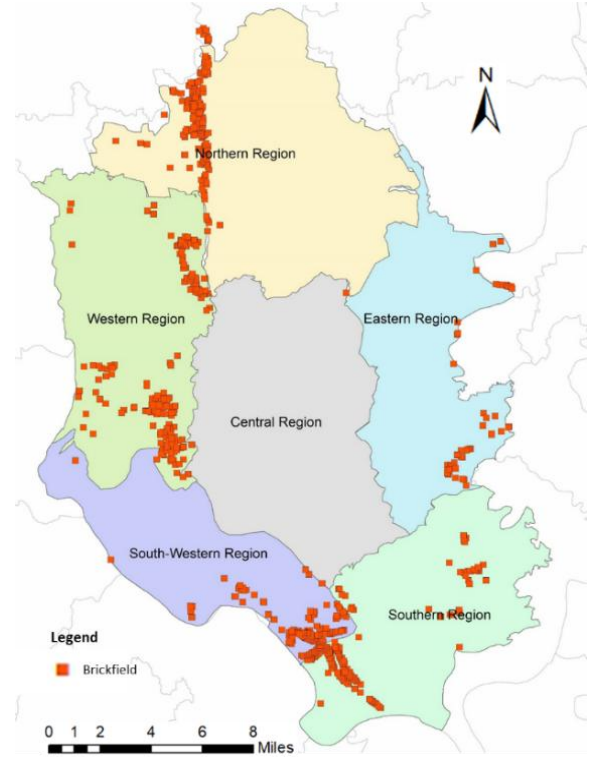 N
Northern Region
Western Region
Eastern Region
Central Region
South-Western Region
Southern Region
Legend
Brickfield
0 1 2 4 6 8
Miles